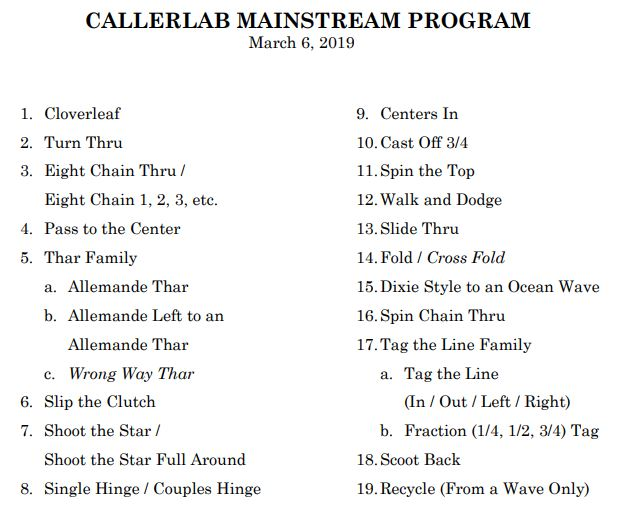 CALLERLAB MAINSTREAM PROGRAM
March 6, 2019
1. Cloverleaf
2. Turn Thru
3. Eight Chain Thru /
Eight Chain 1, 2, 3, etc.
4. Pass to the Center
5. Thar Family
a. Allemande Thar
b. Allemande Left to an
Allemande Thar
c. Wrong Way Thar
6. Slip the Clutch
7. Shoot the Star /
Shoot the Star Full Around
8. Single Hinge / Couples Hinge
9. Centers In
10. Cast Off 3/4
11. Spin the Top
12. Walk and Dodge
13. Slide Thru
14. Fold / Cross Fold
15. Dixie Style to an Ocean Wave
16. Spin Chain Thru
17. Tag the Line Family
a. Tag the Line
(In / Out / Left / Right)
b. Fraction (1/4, 1/2, 3/4) Tag
18. Scoot Back
19. Recycle (From a Wave Only)